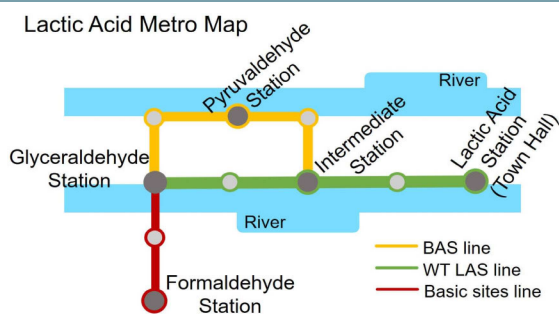 Lactic Acid Metro Map
Pyruvaldehyde
Station
River
Intermediate
Station
Lactic Acid
Station
(Town Hall)
Glyceraldehyde
Station
River
BAS line
WT LAS line
Basic sites line
Formaldehyde
Station